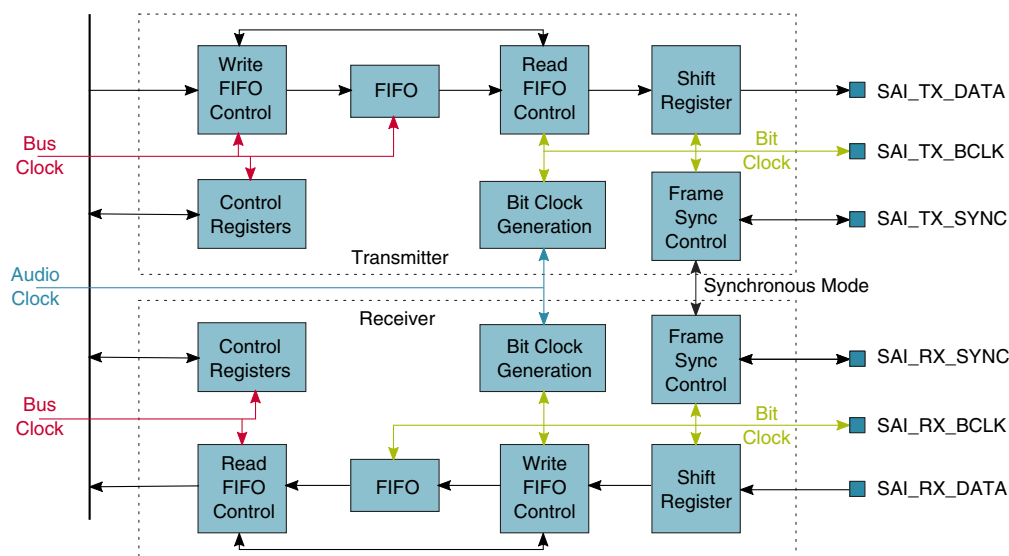 Write
FIFO
Control
FIFO
Read
FIFO
Control
Shift
Register
SAI_TX_DATA
Bus
Clock
Bit
Clock
SAI_TX_BCLK
Control
Registers
Bit Clock
Generation
Frame
Sync
Control
SAI_TX_SYNC
Transmitter
Audio
Clock
Synchronous Mode
Receiver
Control
Registers
Bit Clock
Generation
Frame
Sync
Control
SAI_RX_SYNC
Bus
Clock
Bit
Clock
SAI_RX_BCLK
Read
FIFO
Control
FIFO
Write
FIFO
Control
Shift
Register
SAI_RX_DATA